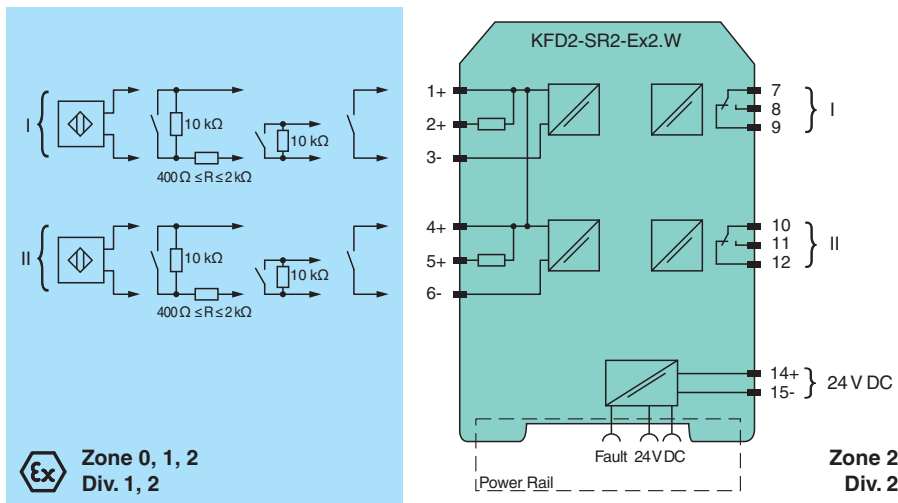 KFD2-SR2-Ex2.W
I
10 kΩ
10 kΩ
400 Ω ≤ R ≤ 2 kΩ
II
10 kΩ
10 kΩ
400 Ω ≤ R ≤ 2 kΩ
1+
2+
3-
4+
5+
6-
7
8
9
I
10
11
12
II
14+
15-
24 V DC
Fault 24 V DC
Power Rail
Ex
Zone 0, 1, 2
Div. 1, 2
Zone 2
Div. 2